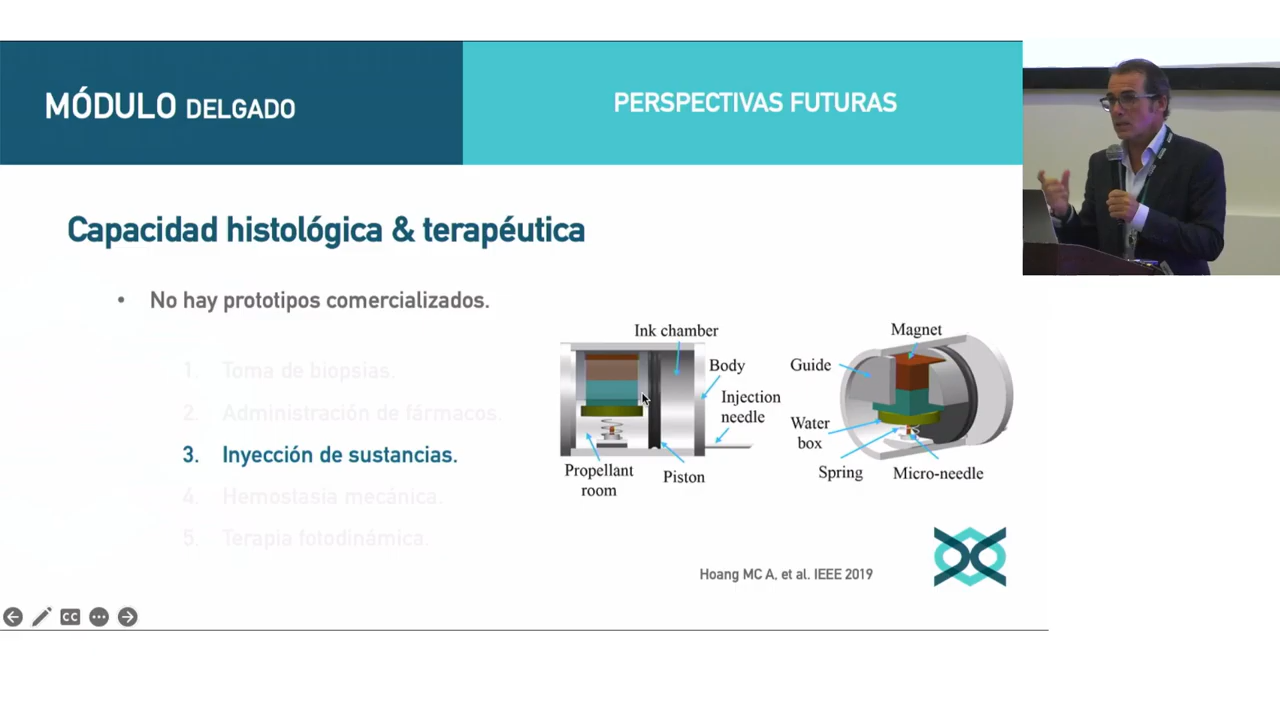 MÓDULO DELGADO
PERSPECTIVAS FUTURAS
Capacidad histológica & terapéutica
• No hay prototipos comercializados.
1. Toma de biopsias.
2. Administración de fármacos.
3. Inyección de sustancias.
4. Hemostasia mecánica.
5. Terapia fotodinámica.
Ink chamber
Body
Injection
needle
Propellant
room
Piston
Magnet
Guide
Water
box
Spring
Micro-needle
Hoang MC A, et al. IEEE 2019
CC